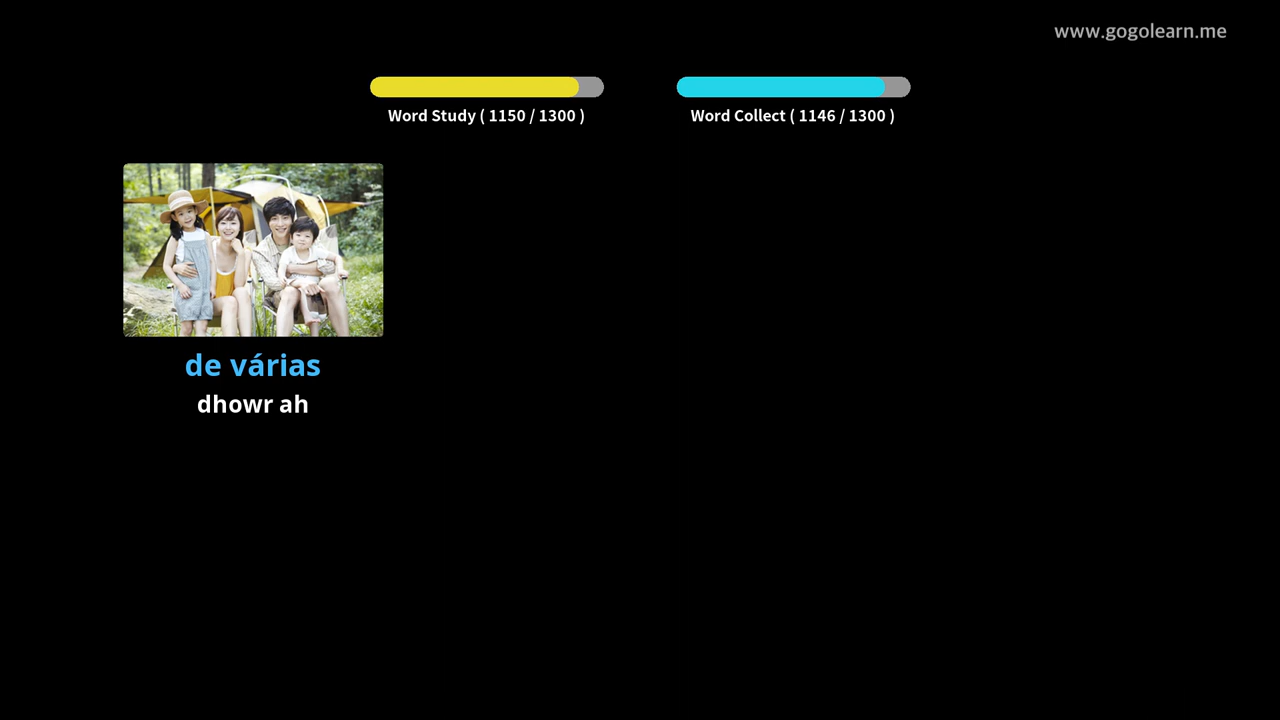 www.gogolearn.me
Word Study ( 1150 / 1300 )
Word Collect ( 1146 / 1300 )
de várias
dhowr ah